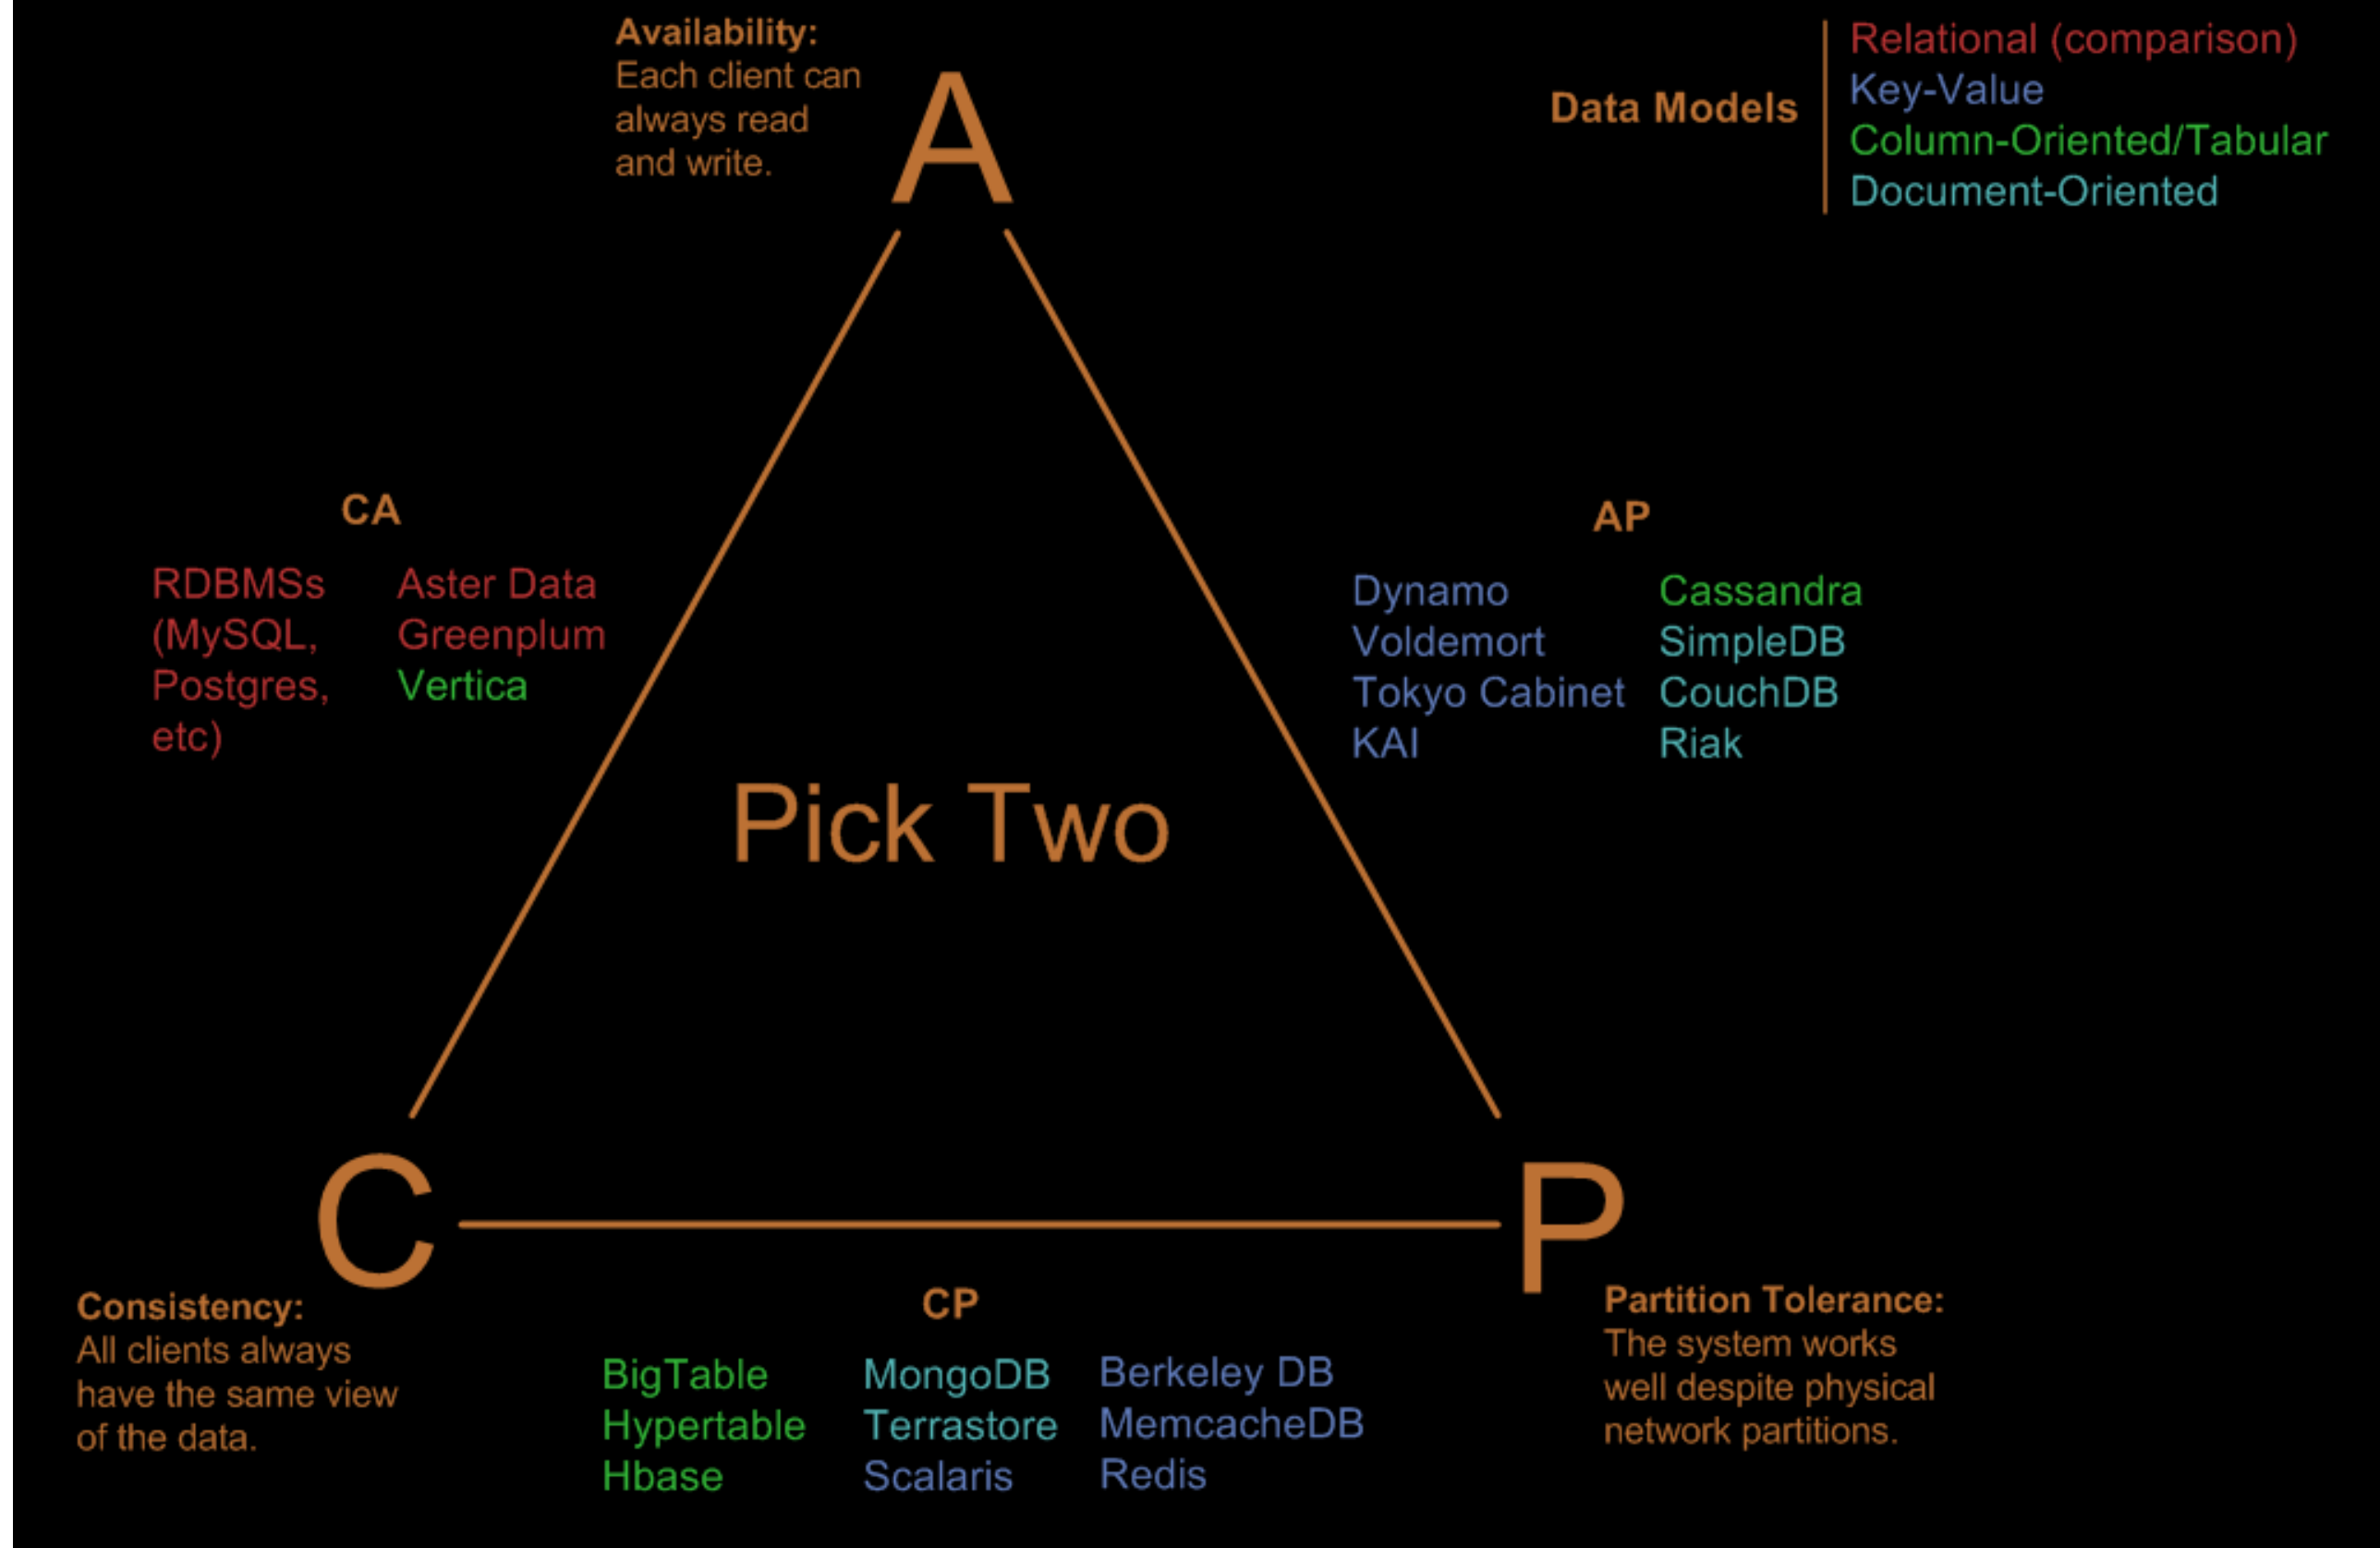 Availability:
Each client can
always read
and write.
A
Data Models
Relational (comparison)
Key-Value
Column-Oriented/Tabular
Document-Oriented
CA
RDBMSs
(MySQL,
Postgres,
etc)
Aster Data
Greenplum
Vertica
AP
Dynamo
Voldemort
Tokyo Cabinet
KAI
Cassandra
SimpleDB
CouchDB
Riak
Pick Two
C
Consistency:
All clients always
have the same view
of the data.
CP
BigTable
Hypertable
Hbase
MongoDB
Terrastore
Scalaris
Berkeley DB
MemcacheDB
Redis
P
Partition Tolerance:
The system works
well despite physical
network partitions.